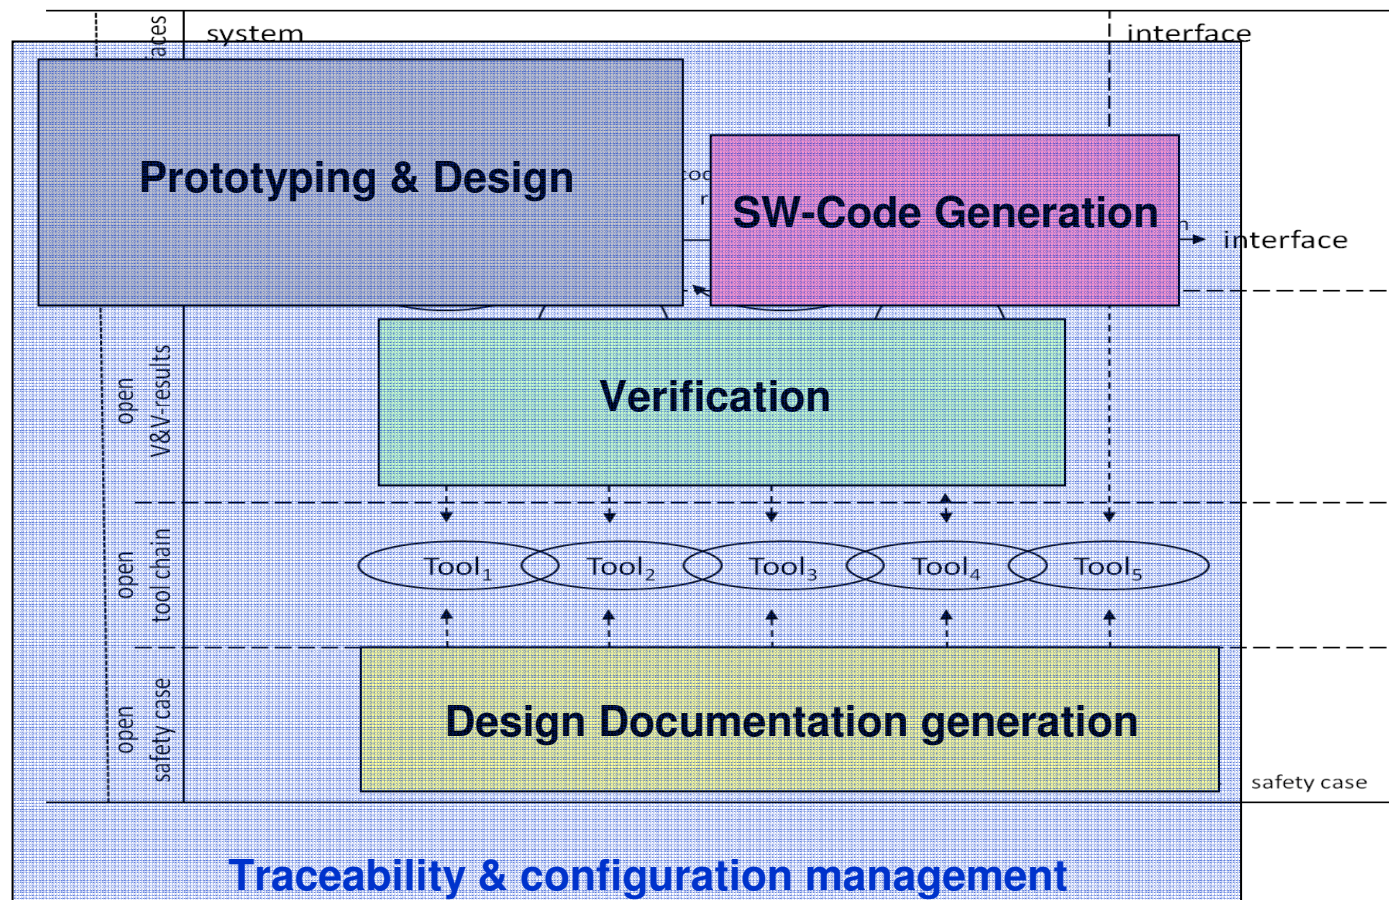 system
interface
faces
Prototyping & Design
SW-Code Generation
interface
open
V&V-results
Verification
open
tool chain
Tool1
Tool2
Tool3
Tool4
Tool5
open
safety case
Design Documentation generation
safety case
Traceability & configuration management